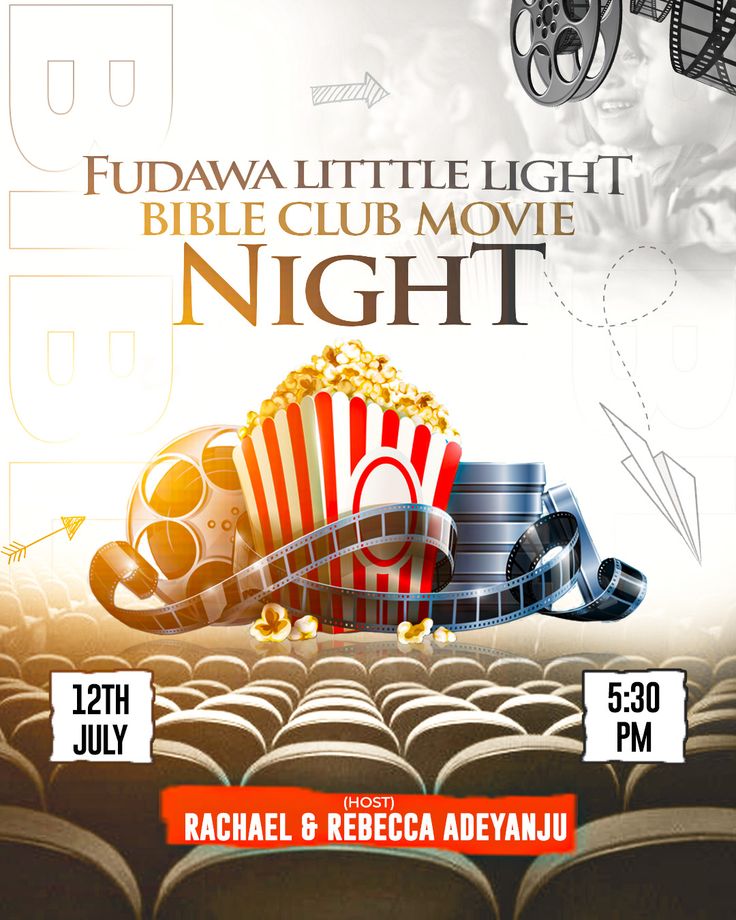 FUDAWA LITTTLE LIGHT
BIBLE CLUB MOVIE
NIGHT
12TH
JULY
5:30
PM
(HOST)
RACHAEL & REBECCA ADEYANJU